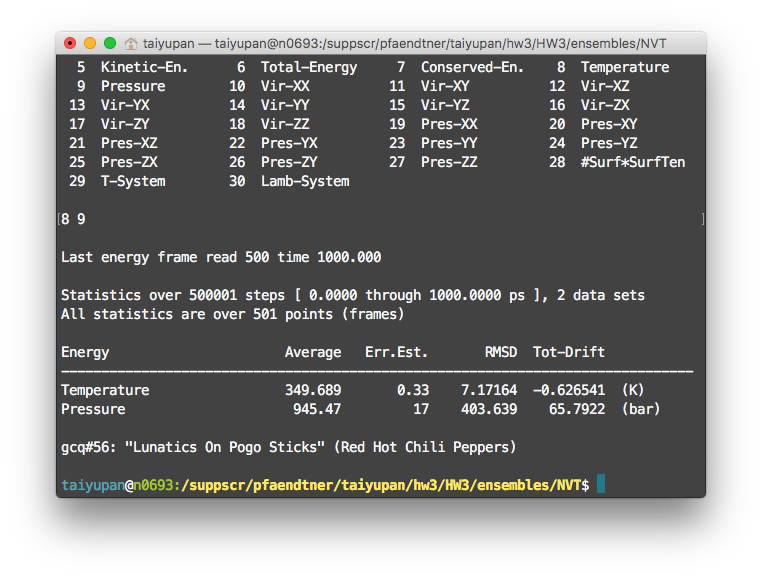 taiyupan — taiyupan@n0693:/suppscr/pfaendtner/taiyupan/hw3/HW3/ensembles/NVT
5 Kinetic-En. 6 Total-Energy 7 Conserved-En. 8 Temperature
9 Pressure 10 Vir-XX 11 Vir-XY 12 Vir-XZ
13 Vir-YX 14 Vir-YY 15 Vir-YZ 16 Vir-ZX
17 Vir-ZY 18 Vir-ZZ 19 Pres-XX 20 Pres-XY
21 Pres-XZ 22 Pres-YX 23 Pres-YY 24 Pres-YZ
25 Pres-ZX 26 Pres-ZY 27 Pres-ZZ 28 #Surf*SurfTen
29 T-System 30 Lamb-System
[8 9 ]
Last energy frame read 500 time 1000.000
Statistics over 500001 steps [ 0.0000 through 1000.0000 ps ], 2 data sets
All statistics are over 501 points (frames)
Energy Average Err.Est. RMSD Tot-Drift
-------------------------------------------------------------------------------
Temperature 349.689 0.33 7.17164 -0.626541 (K)
Pressure 945.47 17 403.639 65.7922 (bar)
gcq#56: "Lunatics On Pogo Sticks" (Red Hot Chili Peppers)
taiyupan@n0693:/suppscr/pfaendtner/taiyupan/hw3/HW3/ensembles/NVT$